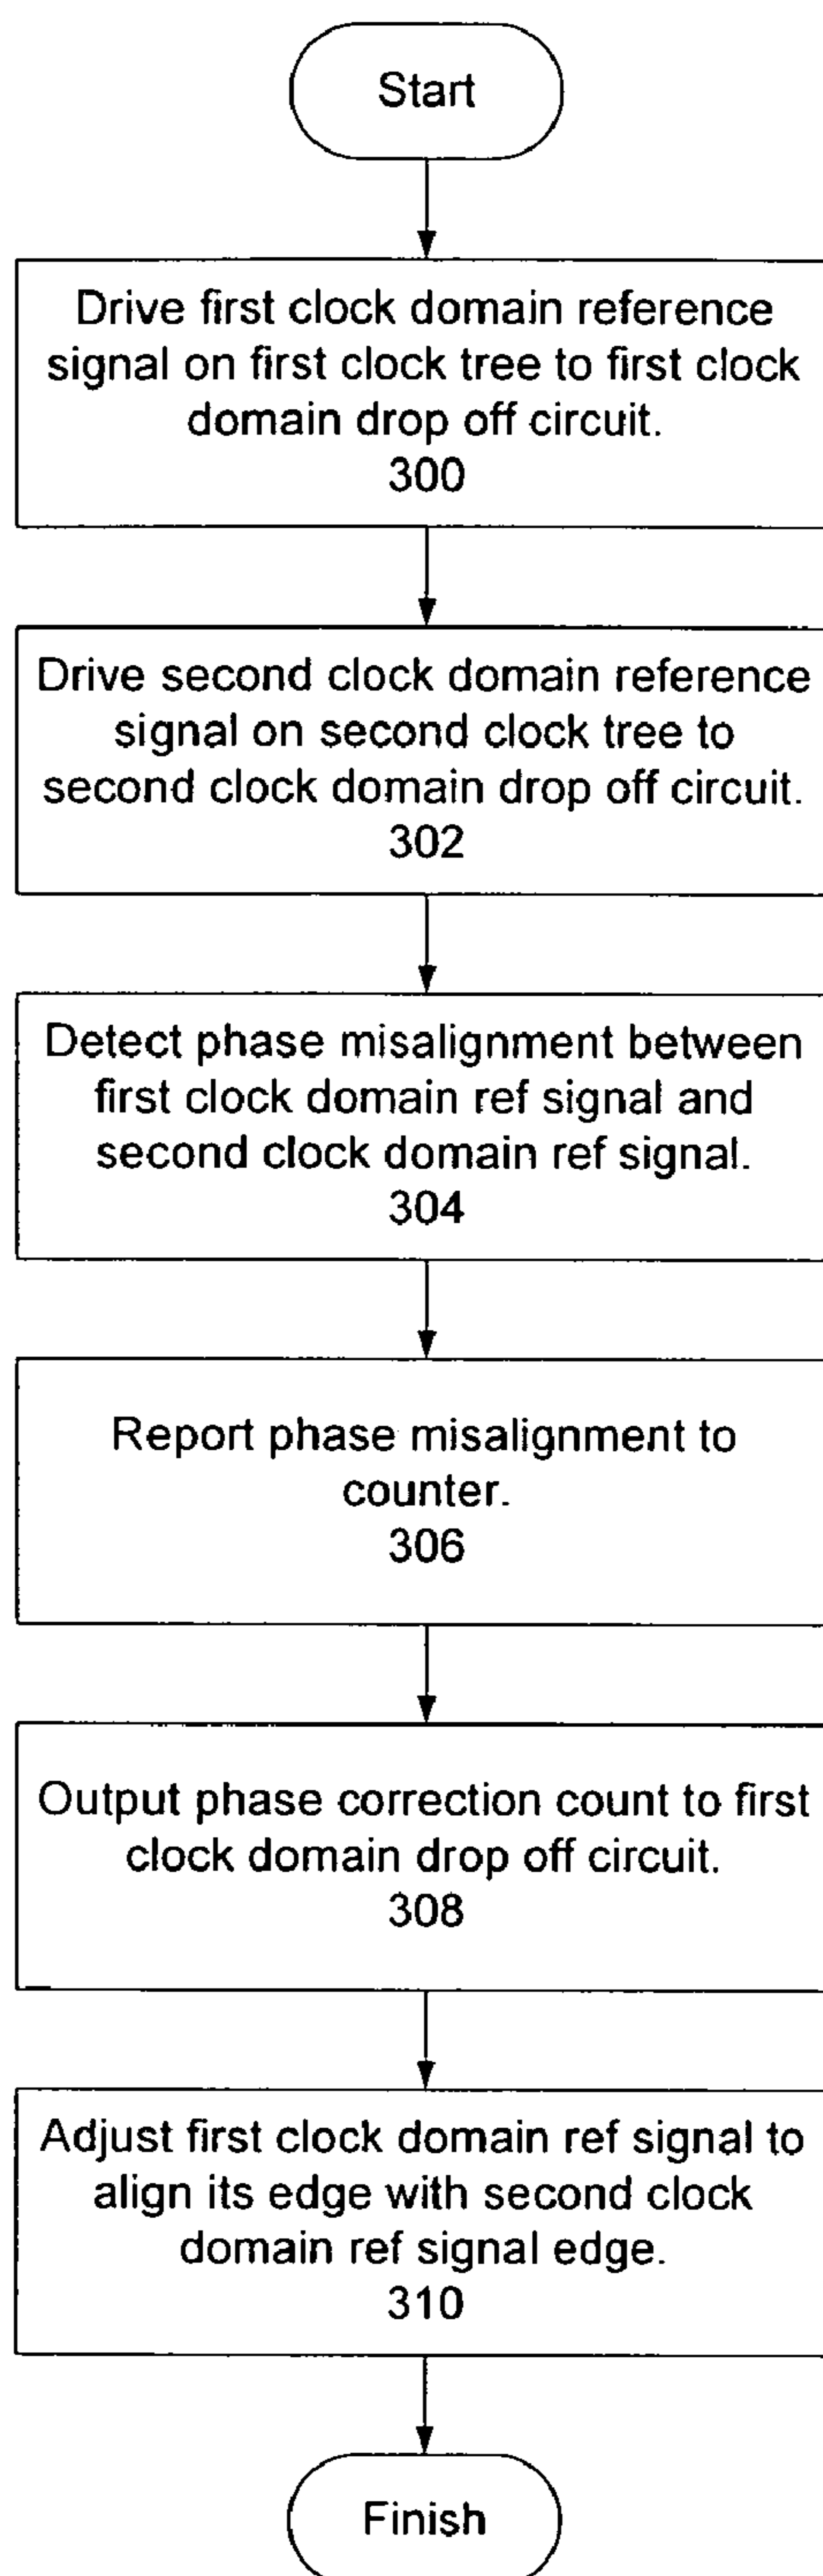 Start
Drive first clock domain reference
signal on first clock tree to first clock
domain drop off circuit.
300
Drive second clock domain reference
signal on second clock tree to
second clock domain drop off circuit.
302
Detect phase misalignment between
first clock domain ref signal and
second clock domain ref signal.
304
Report phase misalignment to
counter.
306
Output phase correction count to first
clock domain drop off circuit.
308
Adjust first clock domain ref signal to
align its edge with second clock
domain ref signal edge.
310
Finish